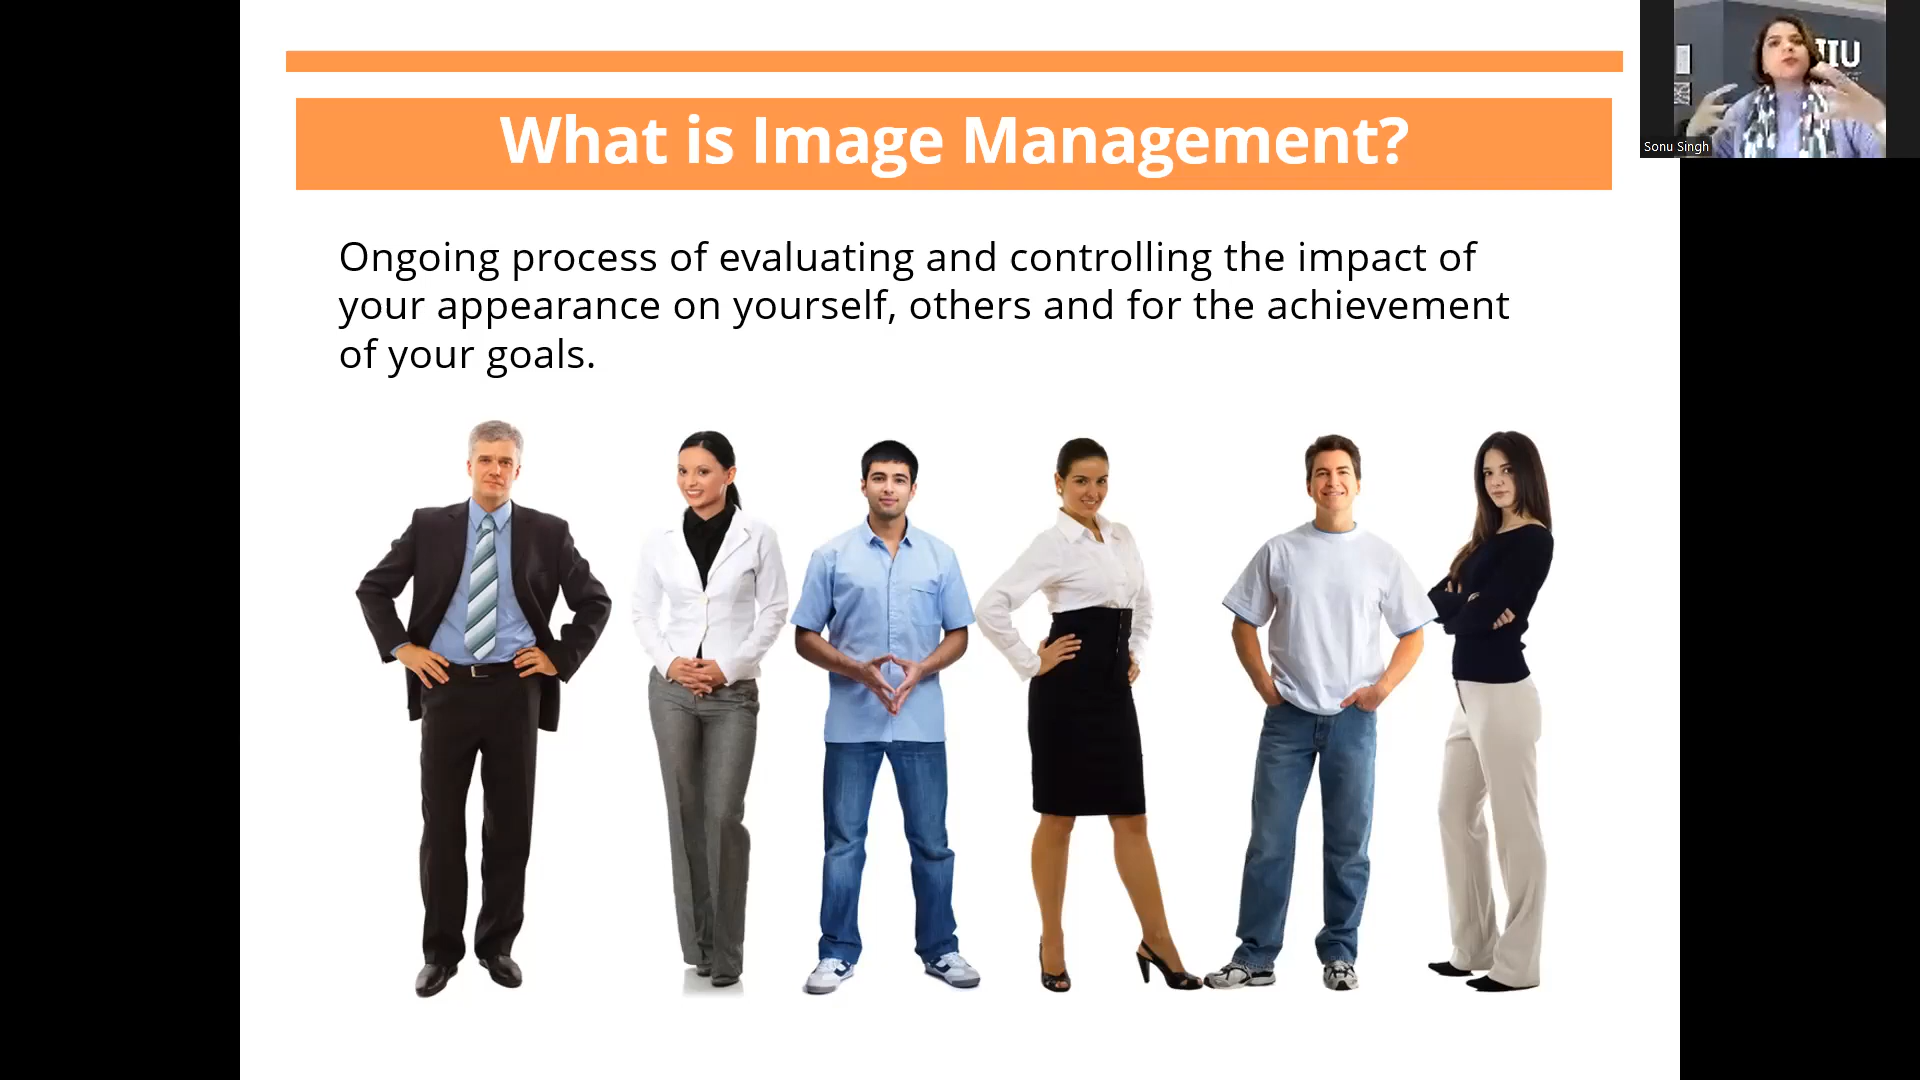 What is Image Management?
Ongoing process of evaluating and controlling the impact of
your appearance on yourself, others and for the achievement
of your goals.
IIU
Sonu Singh